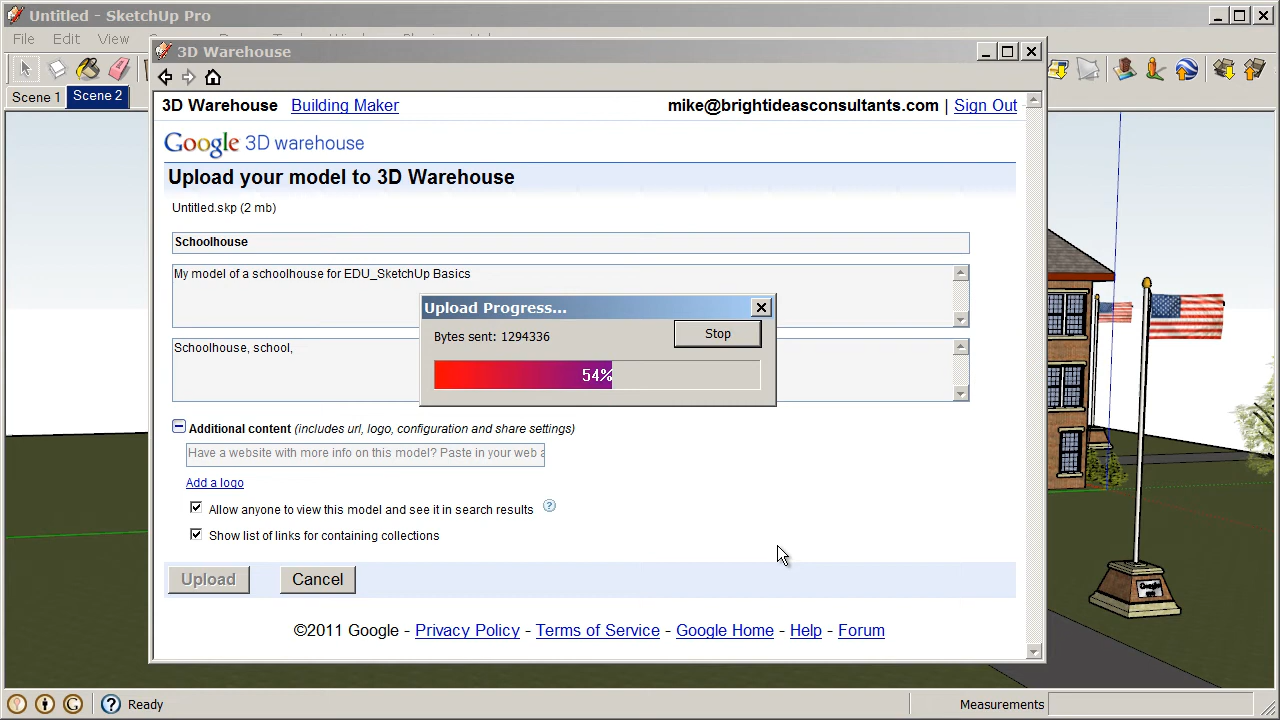 Untitled - SketchUp Pro
File Edit View
Scene 1 Scene 2
3D Warehouse
3D Warehouse Building Maker mike@brightideasconsultants.com | Sign Out
Google 3D warehouse
Upload your model to 3D Warehouse
Untitled.skp (2 mb)
Schoolhouse
My model of a schoolhouse for EDU_SketchUp Basics
Upload Progress...
Bytes sent: 1294336 Stop
54%
Schoolhouse, school,
Additional content (includes url, logo, configuration and share settings)
Have a website with more info on this model? Paste in your web a
Add a logo
Allow anyone to view this model and see it in search results ?
Show list of links for containing collections
Upload Cancel
©2011 Google - Privacy Policy - Terms of Service - Google Home - Help - Forum
Google
Ready Measurements